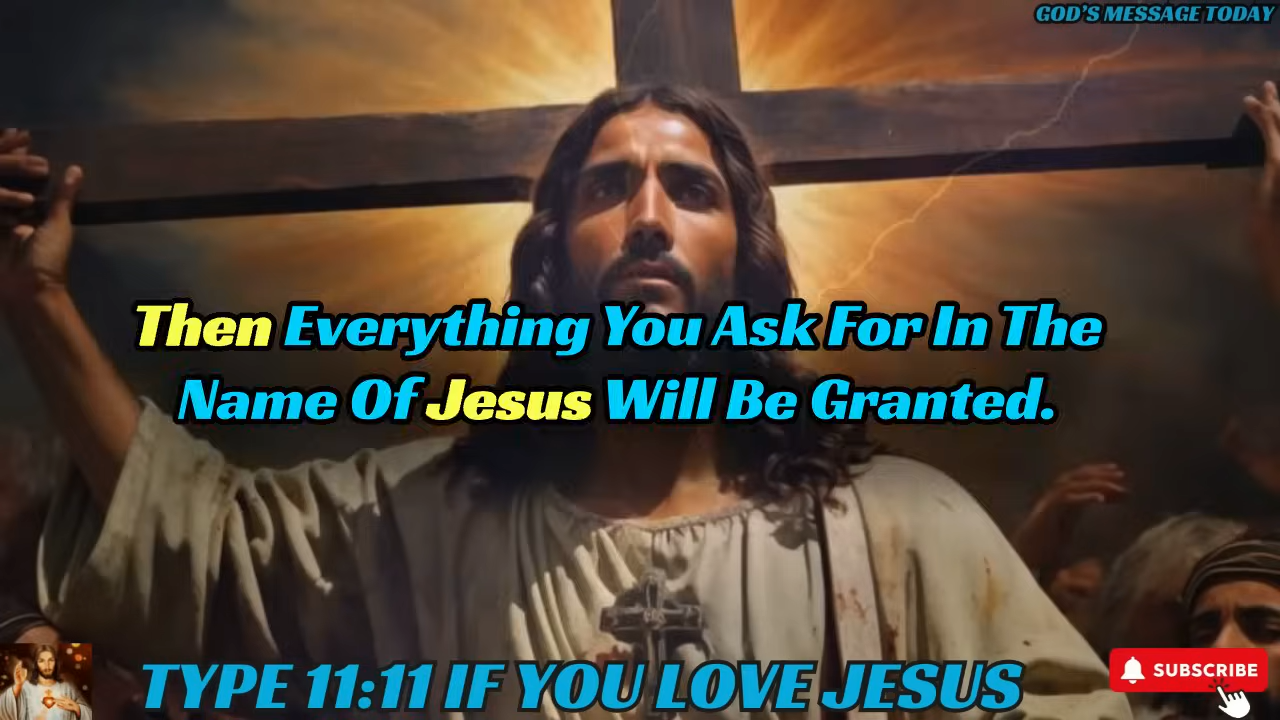 GOD'S MESSAGE TODAY
Then Everything You Ask For In The
Name Of Jesus Will Be Granted.
TYPE 11:11 IF YOU LOVE JESUS
SUBSCRIBE